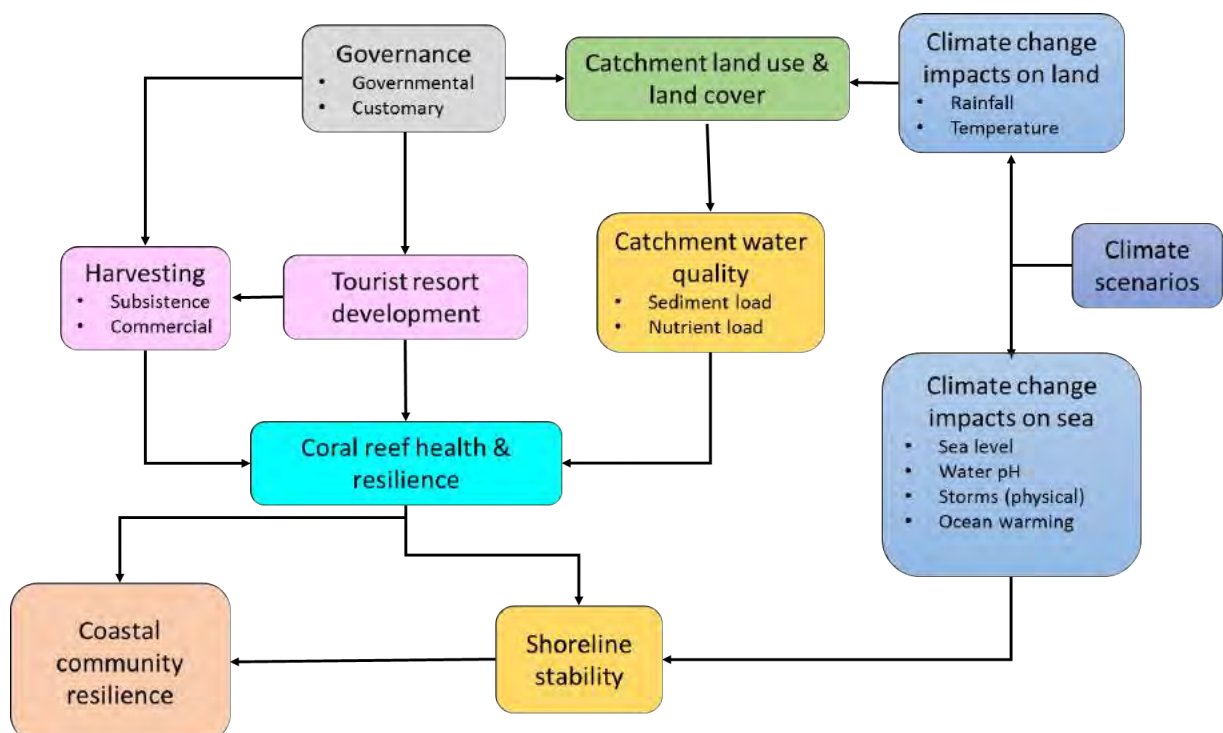 Governance
• Governmental
• Customary
Catchment land use &
land cover
Climate change
impacts on land
• Rainfall
• Temperature
Harvesting
• Subsistence
• Commercial
Tourist resort
development
Catchment water
quality
• Sediment load
• Nutrient load
Climate
scenarios
Climate change
impacts on sea
• Sea level
• Water pH
• Storms (physical)
• Ocean warming
Coral reef health &
resilience
Coastal
community
resilience
Shoreline
stability